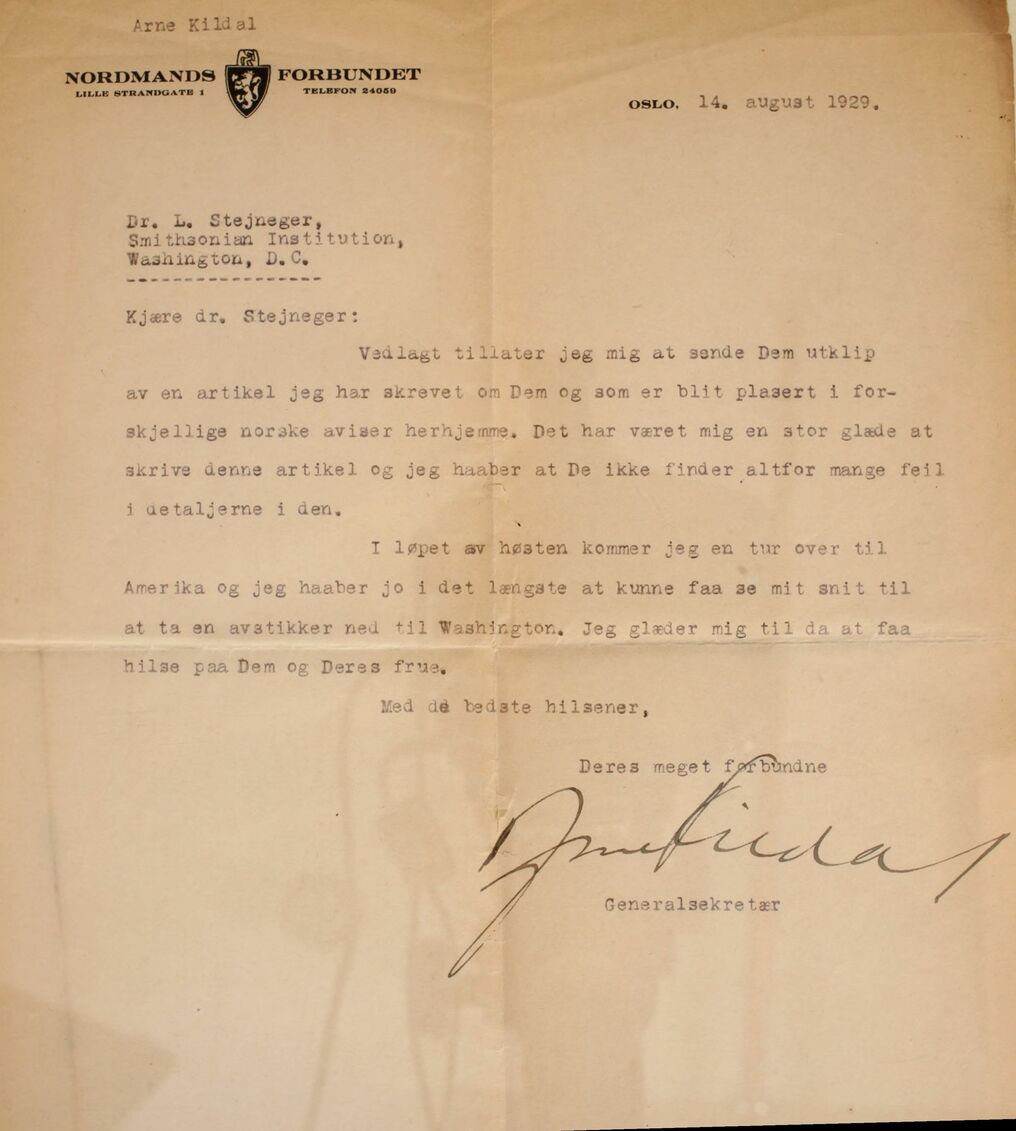 Arne Kildal
NORDMANDS FORBUNDET
LILLE STRANDGATE 1 TELEFON 24059
OSLO, 14. august 1929.
Dr. L. Stejneger,
Smithsonian Institution,
Washington, D.C.
Kjære dr. Stejneger:
Vedlagt tillater jeg mig at sende Dem utklip
av en artikel jeg har skrevet om Dem og som er blit plasert i for-
skjellige norske aviser herhjemme. Det har været mig en stor glæde at
skrive denne artikel og jeg haaber at De ikke finder altfor mange feil
i detaljerne i den.
I løpet av høsten kommer jeg en tur over til
Amerika og jeg haaber jo i det længste at kunne faa se mit snit til
at ta en avstikker ned til Washington. Jeg glæder mig til da at faa
hilse paa Dem og Deres frue.
Med de bedste hilsener,
Deres meget forbundne
Arne Kildal
Generalsekretær